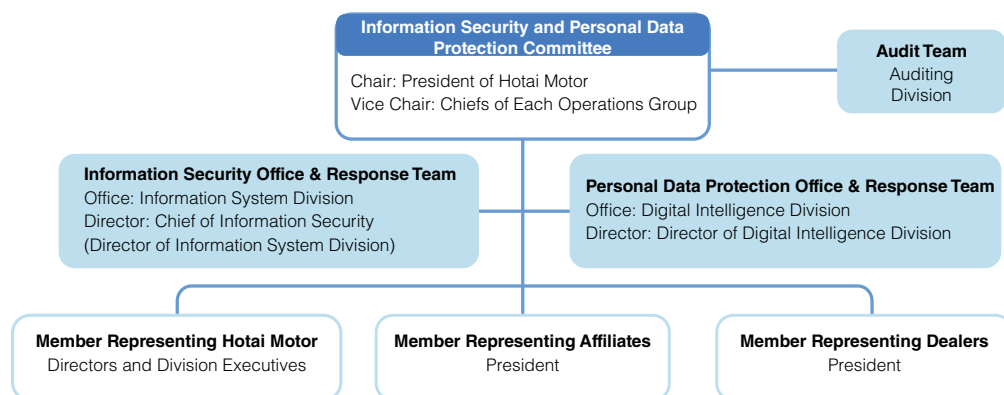 Information Security and Personal Data
Protection Committee
Chair: President of Hotai Motor
Vice Chair: Chiefs of Each Operations Group
Audit Team
Auditing
Division
Information Security Office & Response Team
Office: Information System Division
Director: Chief of Information Security
(Director of Information System Division)
Personal Data Protection Office & Response Team
Office: Digital Intelligence Division
Director: Director of Digital Intelligence Division
Member Representing Hotai Motor
Directors and Division Executives
Member Representing Affiliates
President
Member Representing Dealers
President